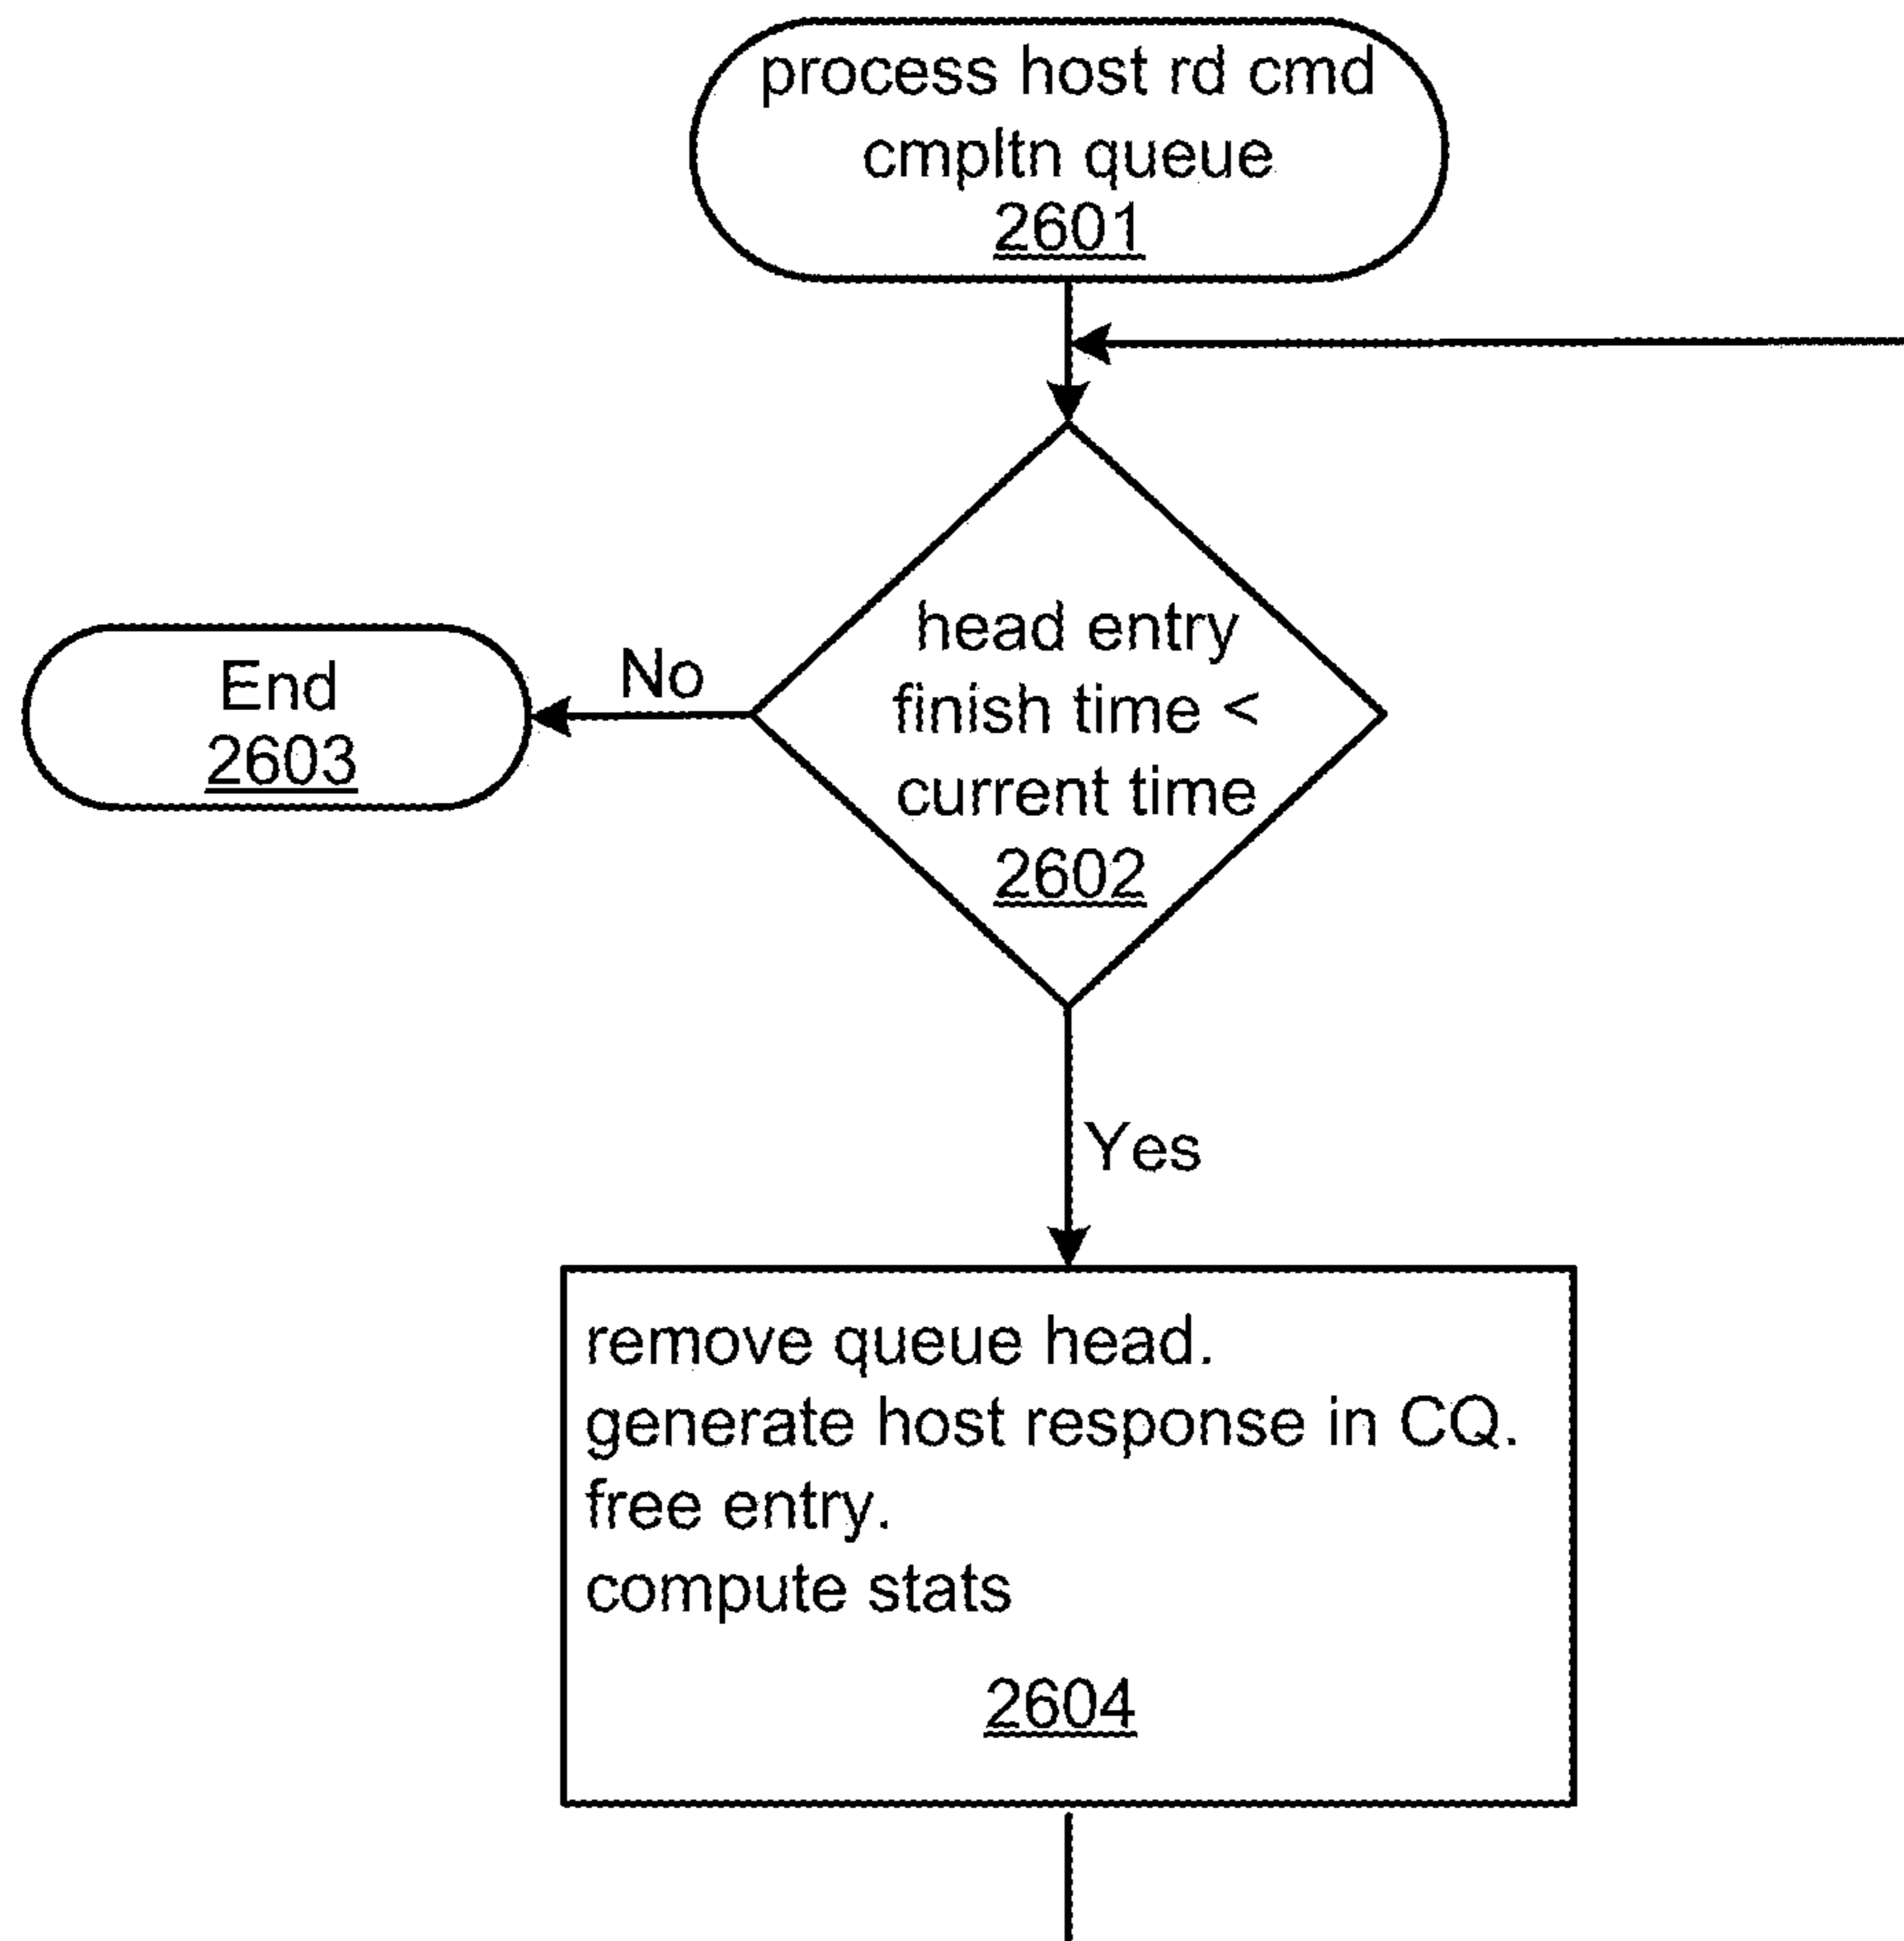 process host rd cmd
cmpltn queue
2601
head entry
finish time <
current time
2602
No
End
2603
Yes
remove queue head.
generate host response in CQ.
free entry.
compute stats
2604